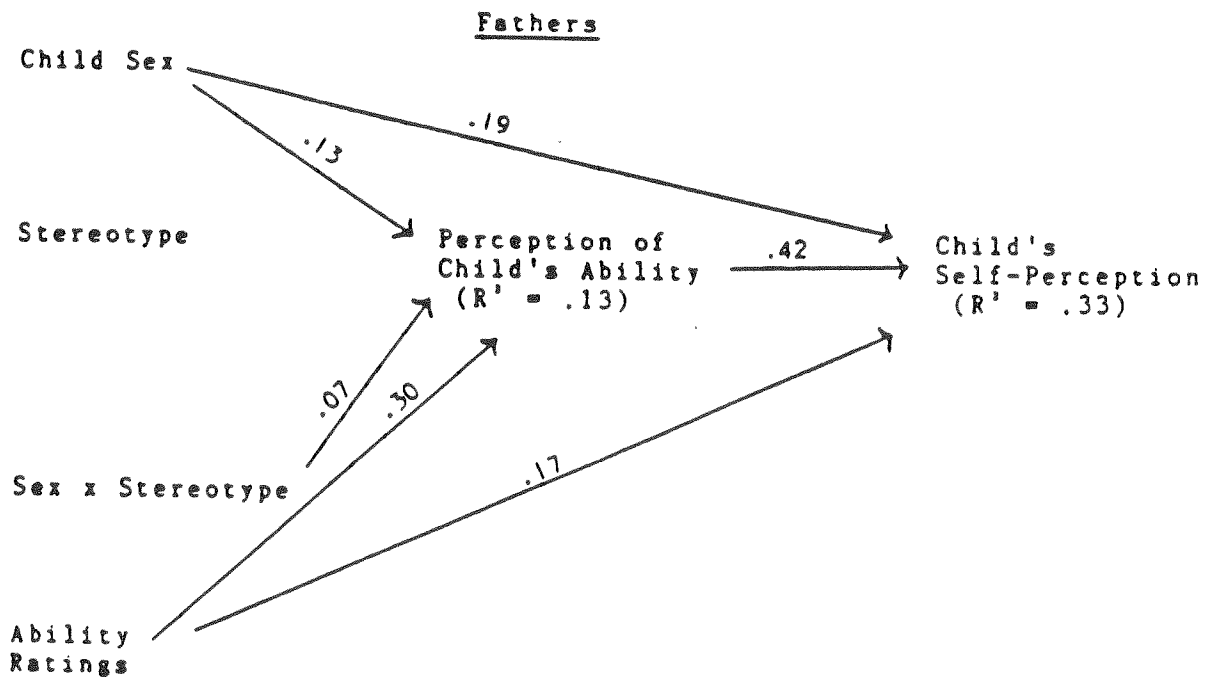 Fathers
Child Sex
.19
.13
Stereotype
Perception of
Child's Ability
(R² = .13)
.42
Child's
Self-Perception
(R² = .33)
.07
.30
.17
Sex x Stereotype
Ability
Ratings